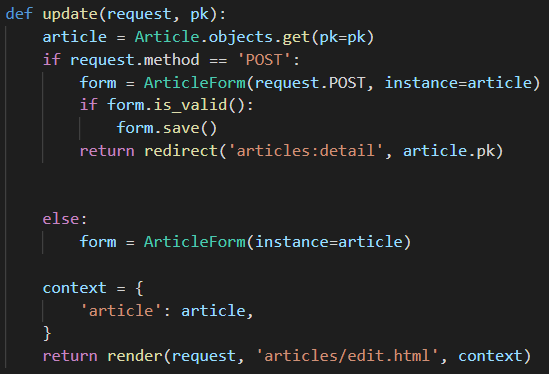 def update(request, pk):
    article = Article.objects.get(pk=pk)
    if request.method == 'POST':
        form = ArticleForm(request.POST, instance=article)
        if form.is_valid():
            form.save()
        return redirect('articles:detail', article.pk)
    else:
        form = ArticleForm(instance=article)
    context = {
        'article': article,
    }
    return render(request, 'articles/edit.html', context)